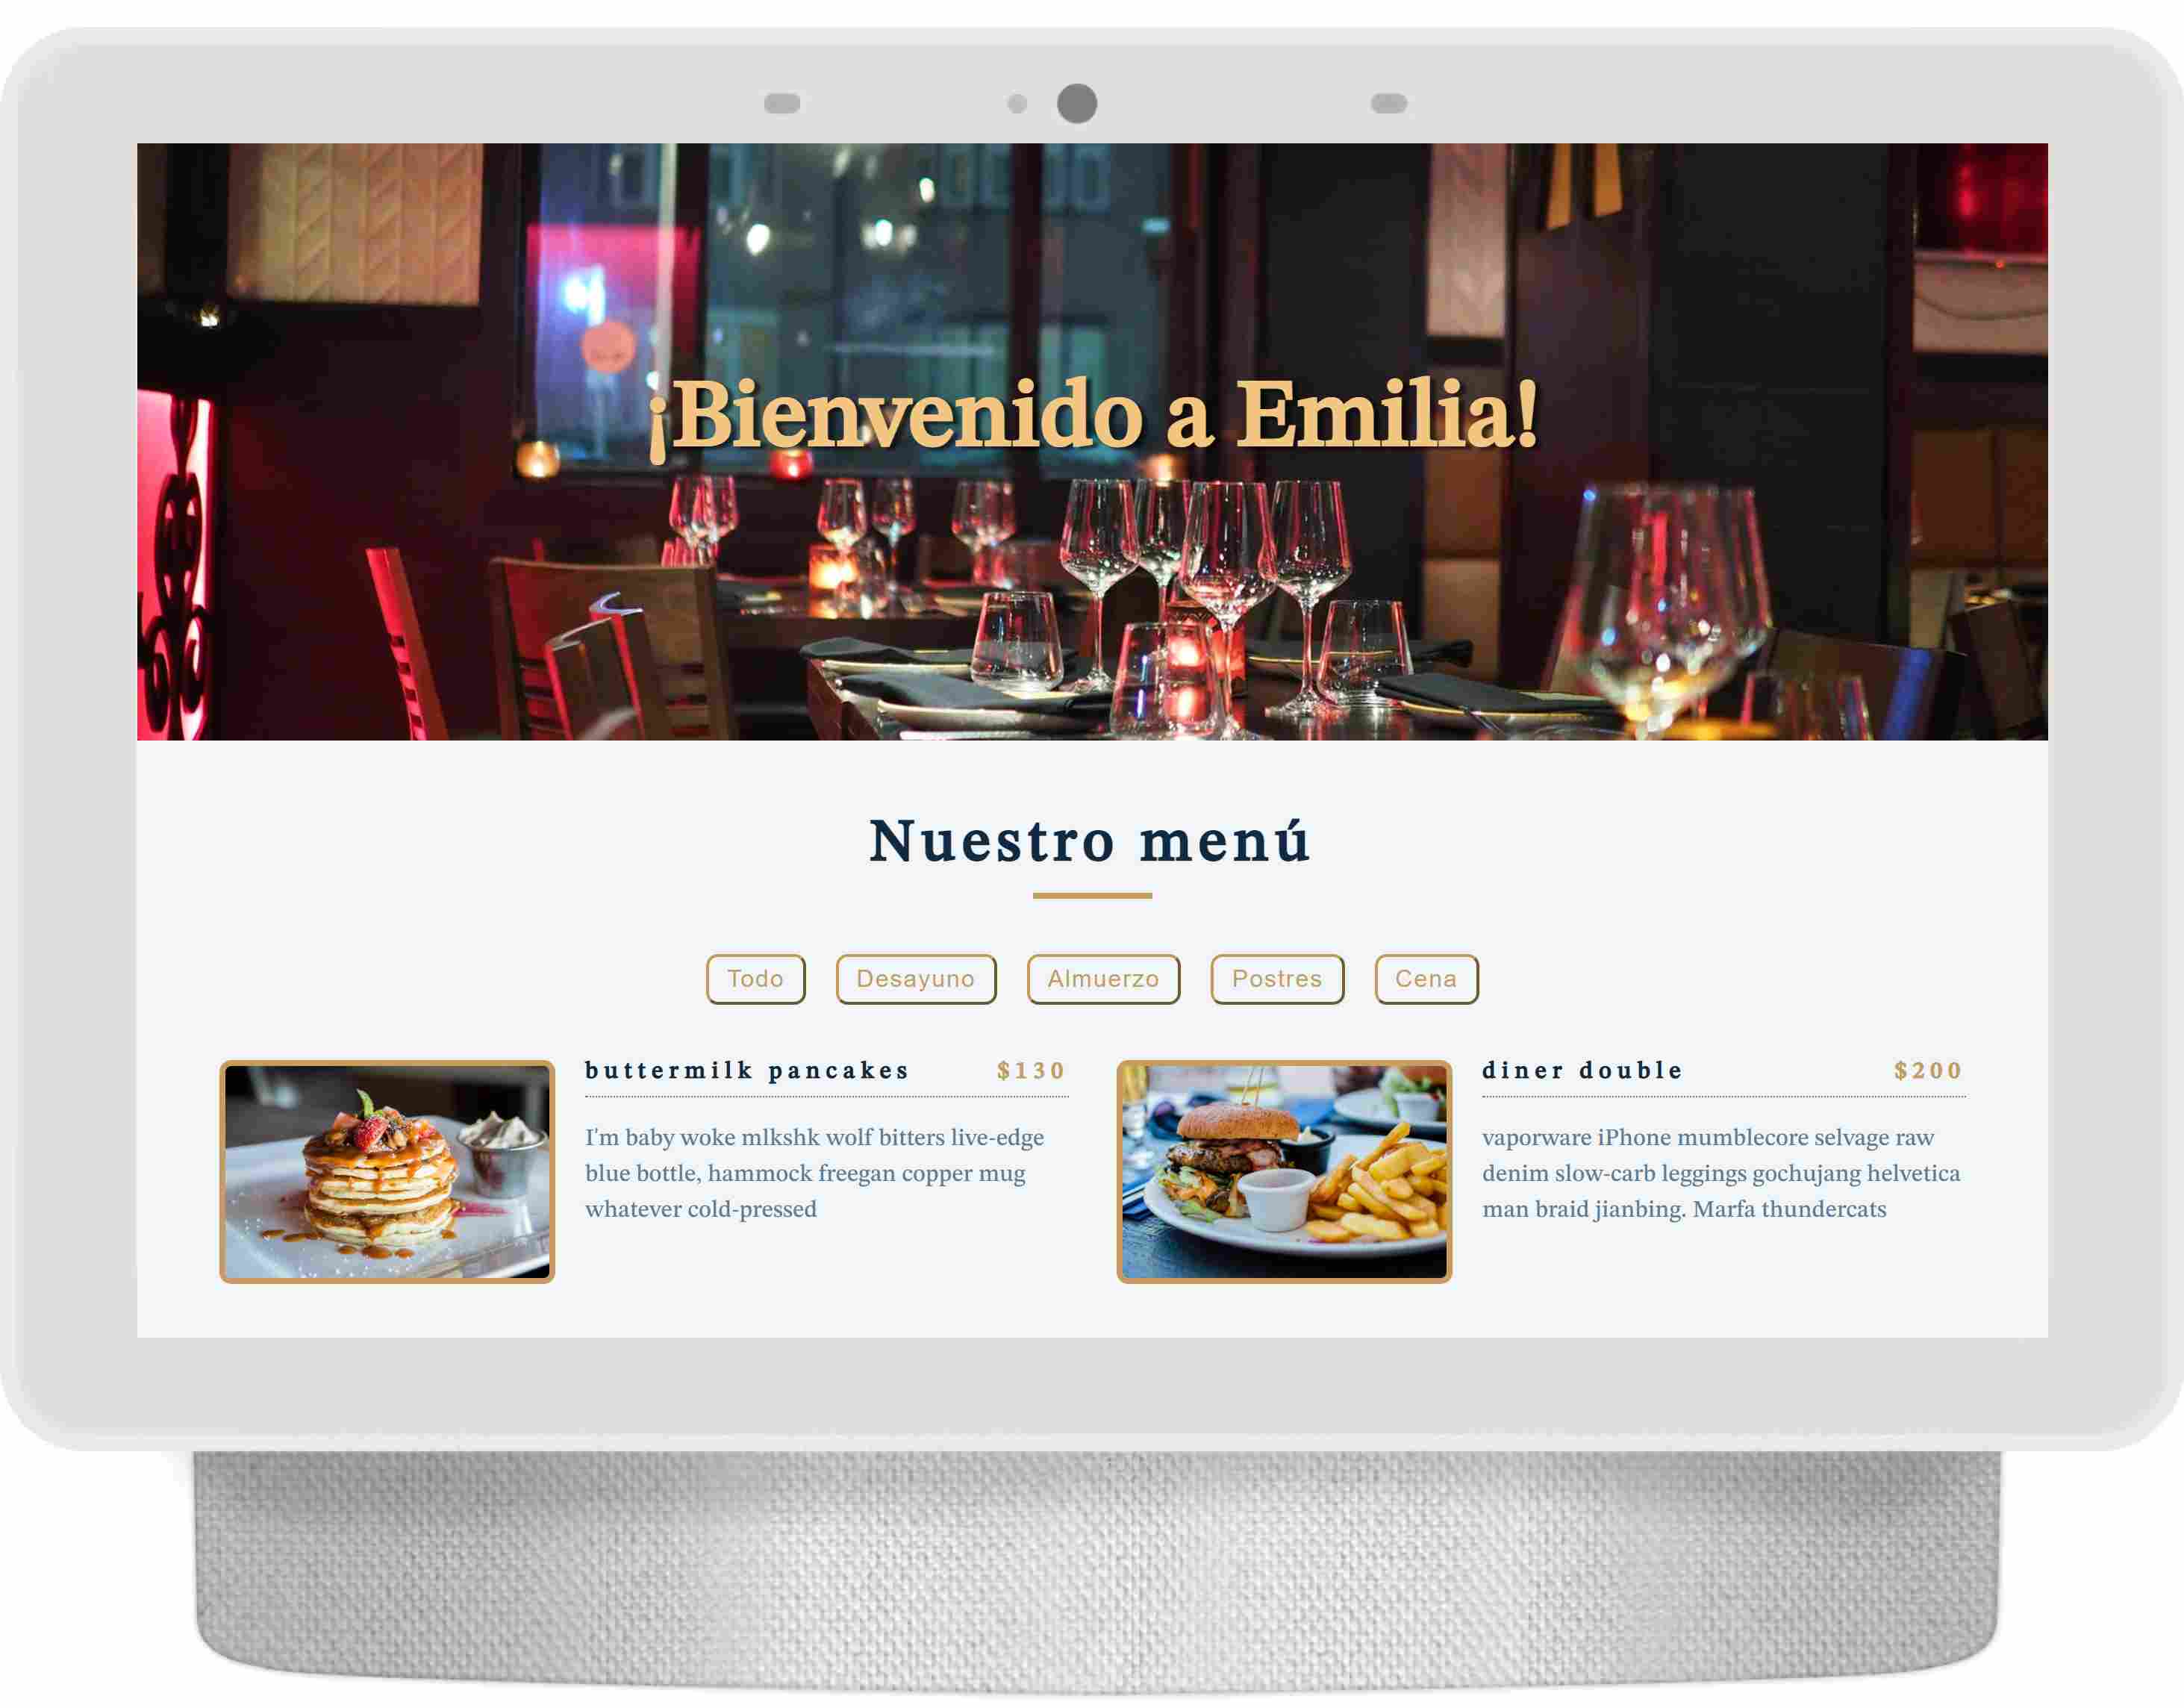 ¡Bienvenido a Emilia!
Nuestro menú
Todo Desayuno Almuerzo Postres Cena
buttermilk pancakes $130
I'm baby woke mlkshk wolf bitters live-edge
blue bottle, hammock freegan copper mug
whatever cold-pressed
diner double $200
vaporware iPhone mumblecore selvage raw
denim slow-carb leggings gochujang helvetica
man braid jianbing. Marfa thundercats